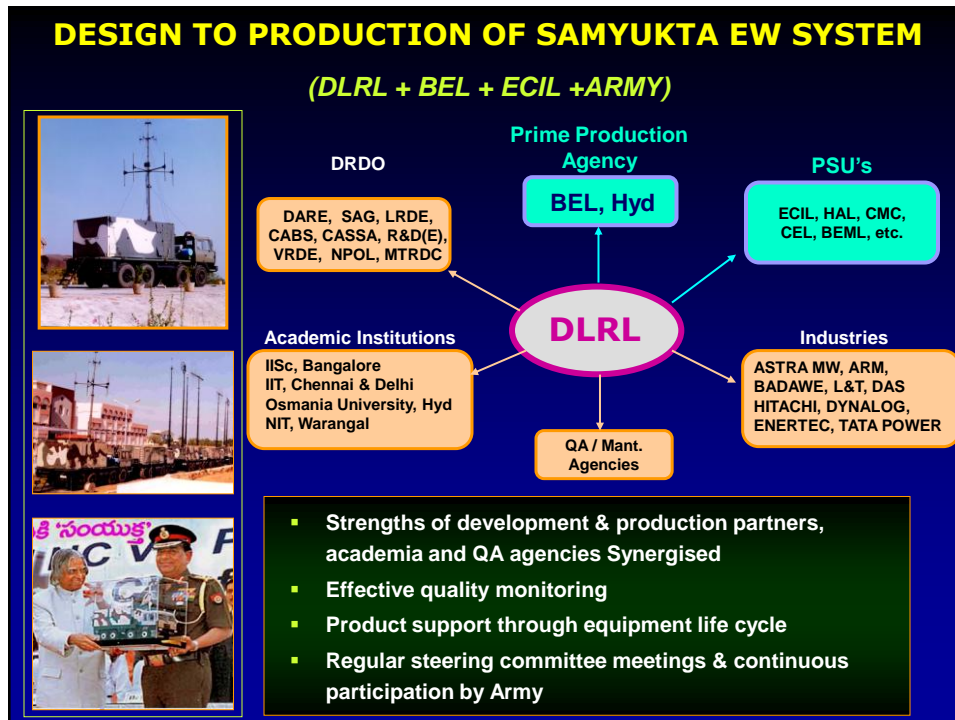 DESIGN TO PRODUCTION OF SAMYUKTA EW SYSTEM
(DLRL + BEL + ECIL +ARMY)
DRDO
DARE, SAG, LRDE,
CABS, CASSA, R&D(E),
VRDE, NPOL, MTRDC
Prime Production
Agency
BEL, Hyd
PSU's
ECIL, HAL, CMC,
CEL, BEML, etc.
DLRL
Academic Institutions
IISc, Bangalore
IIT, Chennai & Delhi
Osmania University, Hyd
NIT, Warangal
QA / Mant.
Agencies
Industries
ASTRA MW, ARM,
BADAWE, L&T, DAS
HITACHI, DYNALOG,
ENERTEC, TATA POWER
కి 'సంయుక్త'
▪ Strengths of development & production partners,
academia and QA agencies Synergised
▪ Effective quality monitoring
▪ Product support through equipment life cycle
▪ Regular steering committee meetings & continuous
participation by Army